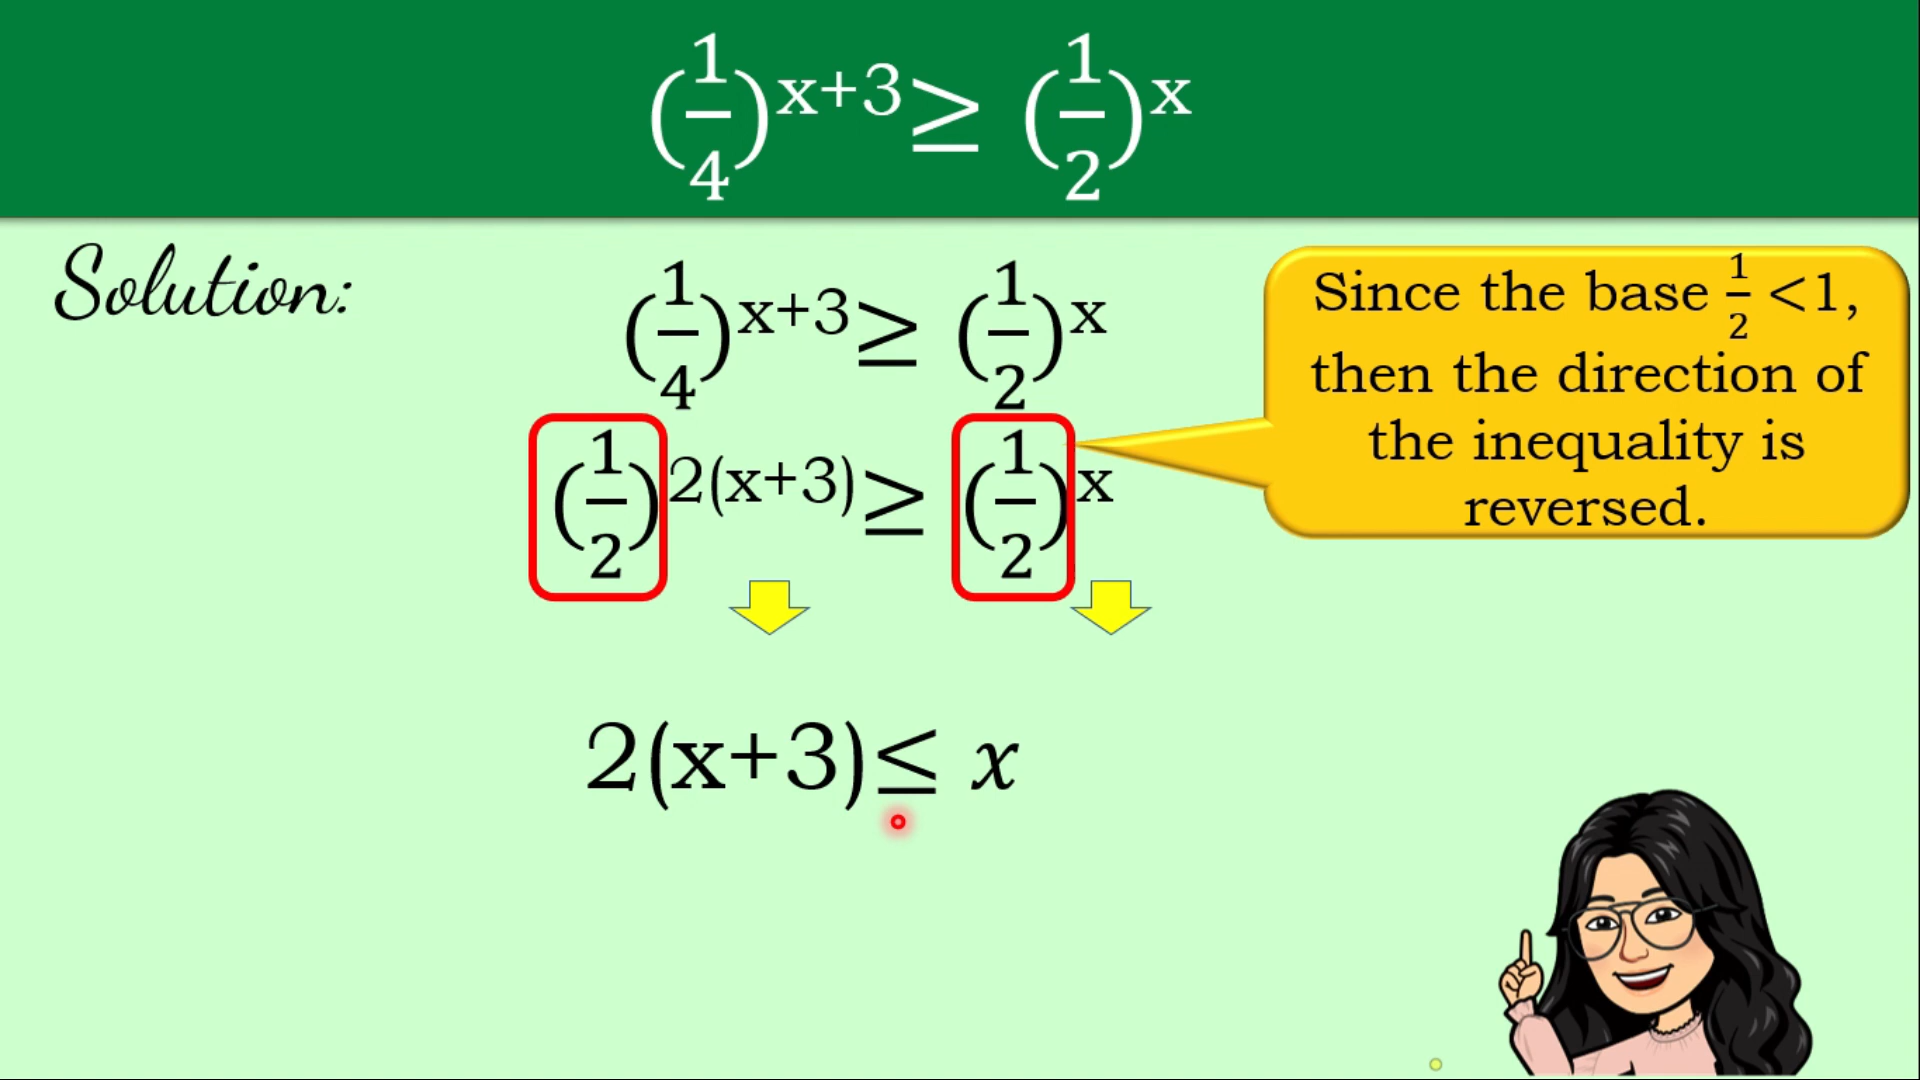 (1/4)^x+3 ≥ (1/2)^x
Solution:
(1/4)^x+3 ≥ (1/2)^x
(1/2)^2(x+3) ≥ (1/2)^x
2(x+3) ≤ x
Since the base 1/2 <1,
then the direction of
the inequality is
reversed.